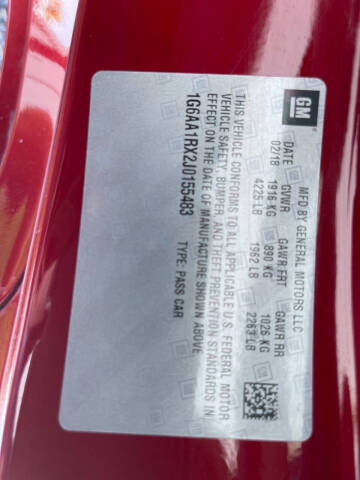 GM
MFD BY GENERAL MOTORS LLC
DATE GVWR GAWR FRT GAWR RR
02/18 1916 KG 890 KG 1026 KG
4225 LB 1962 LB 2263 LB
THIS VEHICLE CONFORMS TO ALL APPLICABLE U.S. FEDERAL MOTOR
VEHICLE SAFETY, BUMPER, AND THEFT PREVENTION STANDARDS IN
EFFECT ON THE DATE OF MANUFACTURE SHOWN ABOVE.
1G6AA1RX2J0155483 TYPE: PASS CAR